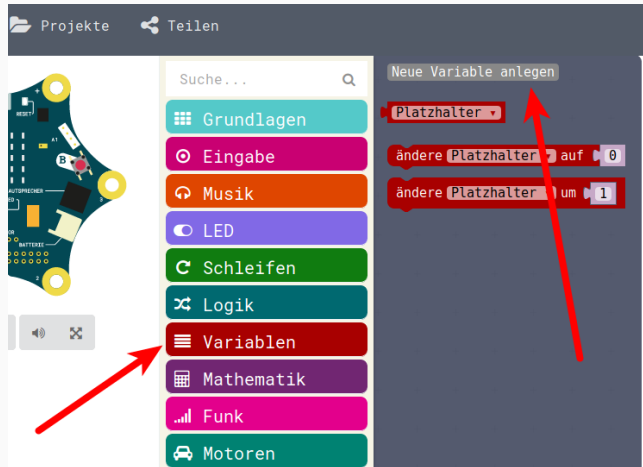 Projekte
Teilen
RESET
A1
B
AUTSPRECHER
BATTERIE
Suche...
Grundlagen
Eingabe
Musik
LED
Schleifen
Logik
Variablen
Mathematik
Funk
Motoren
Neue Variable anlegen
Platzhalter
ändere Platzhalter auf 0
ändere Platzhalter um 1